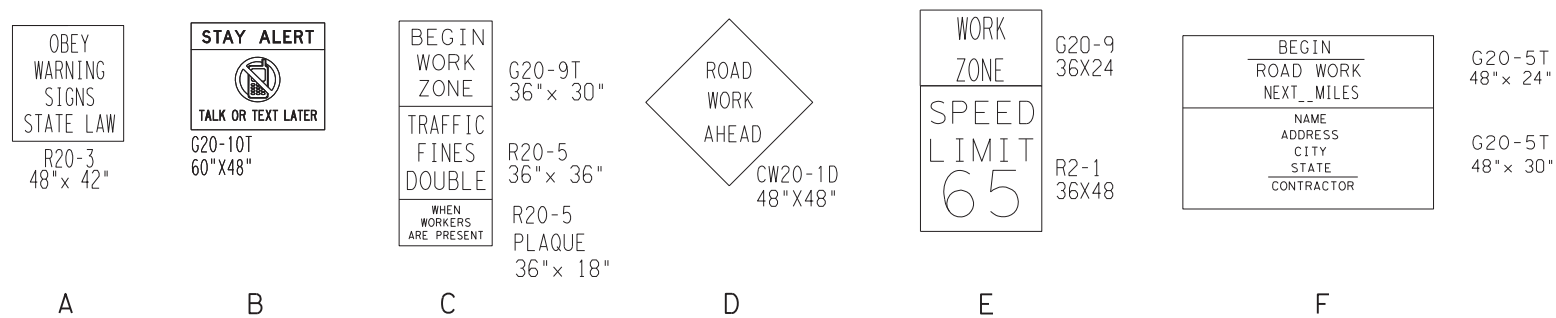 OBEY
WARNING
SIGNS
STATE LAW
R20-3
48"x 42"
A
STAY ALERT
TALK OR TEXT LATER
G20-10T
60"X48"
B
BEGIN
WORK
ZONE
G20-9T
36"x 30"
TRAFFIC
FINES
DOUBLE
R20-5
36"x 36"
WHEN
WORKERS
ARE PRESENT
R20-5
PLAQUE
36"x 18"
C
ROAD
WORK
AHEAD
CW20-1D
48"X48"
D
WORK
ZONE
G20-9
36X24
SPEED
LIMIT
65
R2-1
36X48
E
BEGIN
ROAD WORK
NEXT__MILES
G20-5T
48"x 24"
NAME
ADDRESS
CITY
STATE
CONTRACTOR
G20-5T
48"x 30"
F